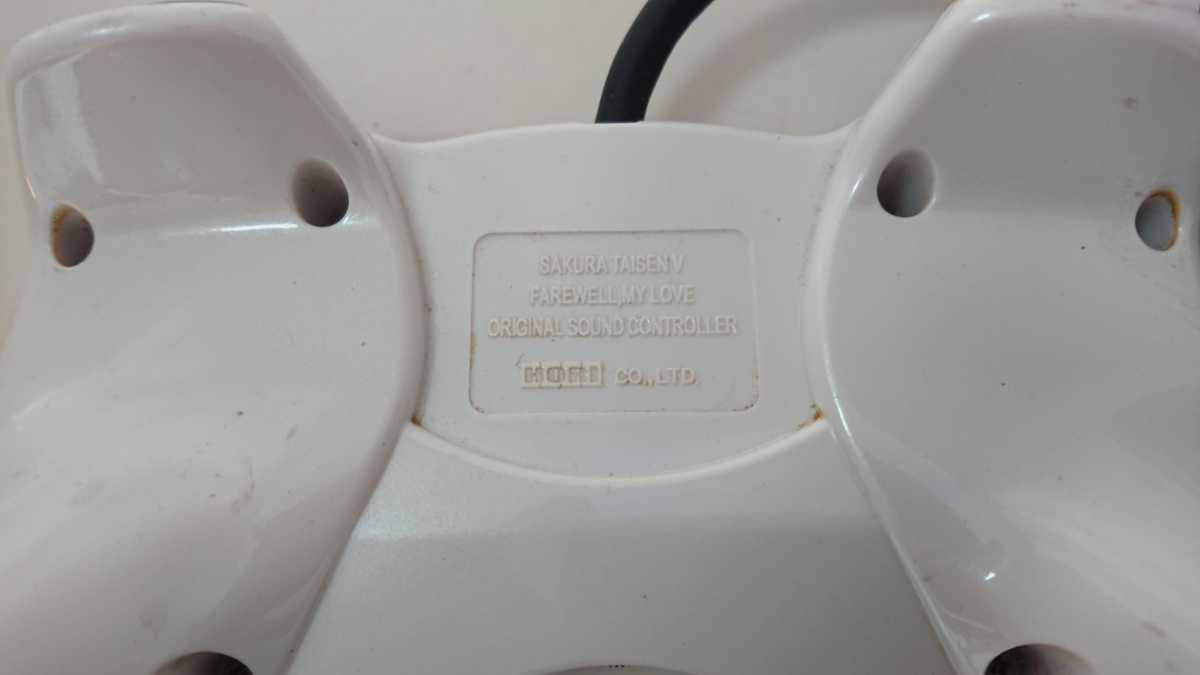 SAKURA TAISEN V
FAREWELL,MY LOVE
ORIGINAL SOUND CONTROLLER
HORI CO.,LTD.